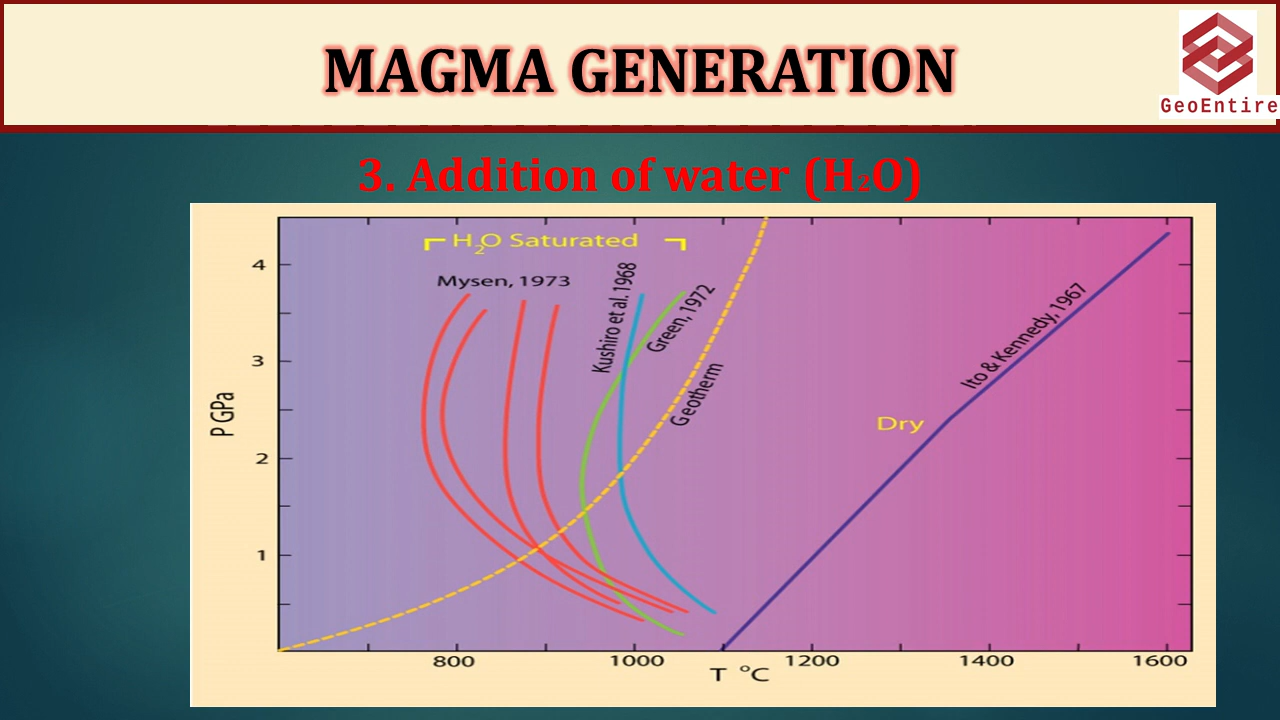 MAGMA GENERATION
GeoEntire
3. Addition of water (H₂O)
H₂O Saturated
Mysen, 1973
Kushiro et al. 1968
Green, 1972
Geotherm
Ito & Kennedy, 1967
Dry
P GPa
4
3
2
1
800
1000
1200
1400
1600
T °C